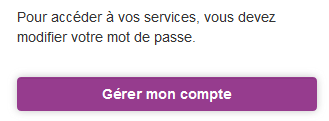 Pour accéder à vos services, vous devez
modifier votre mot de passe.
Gérer mon compte